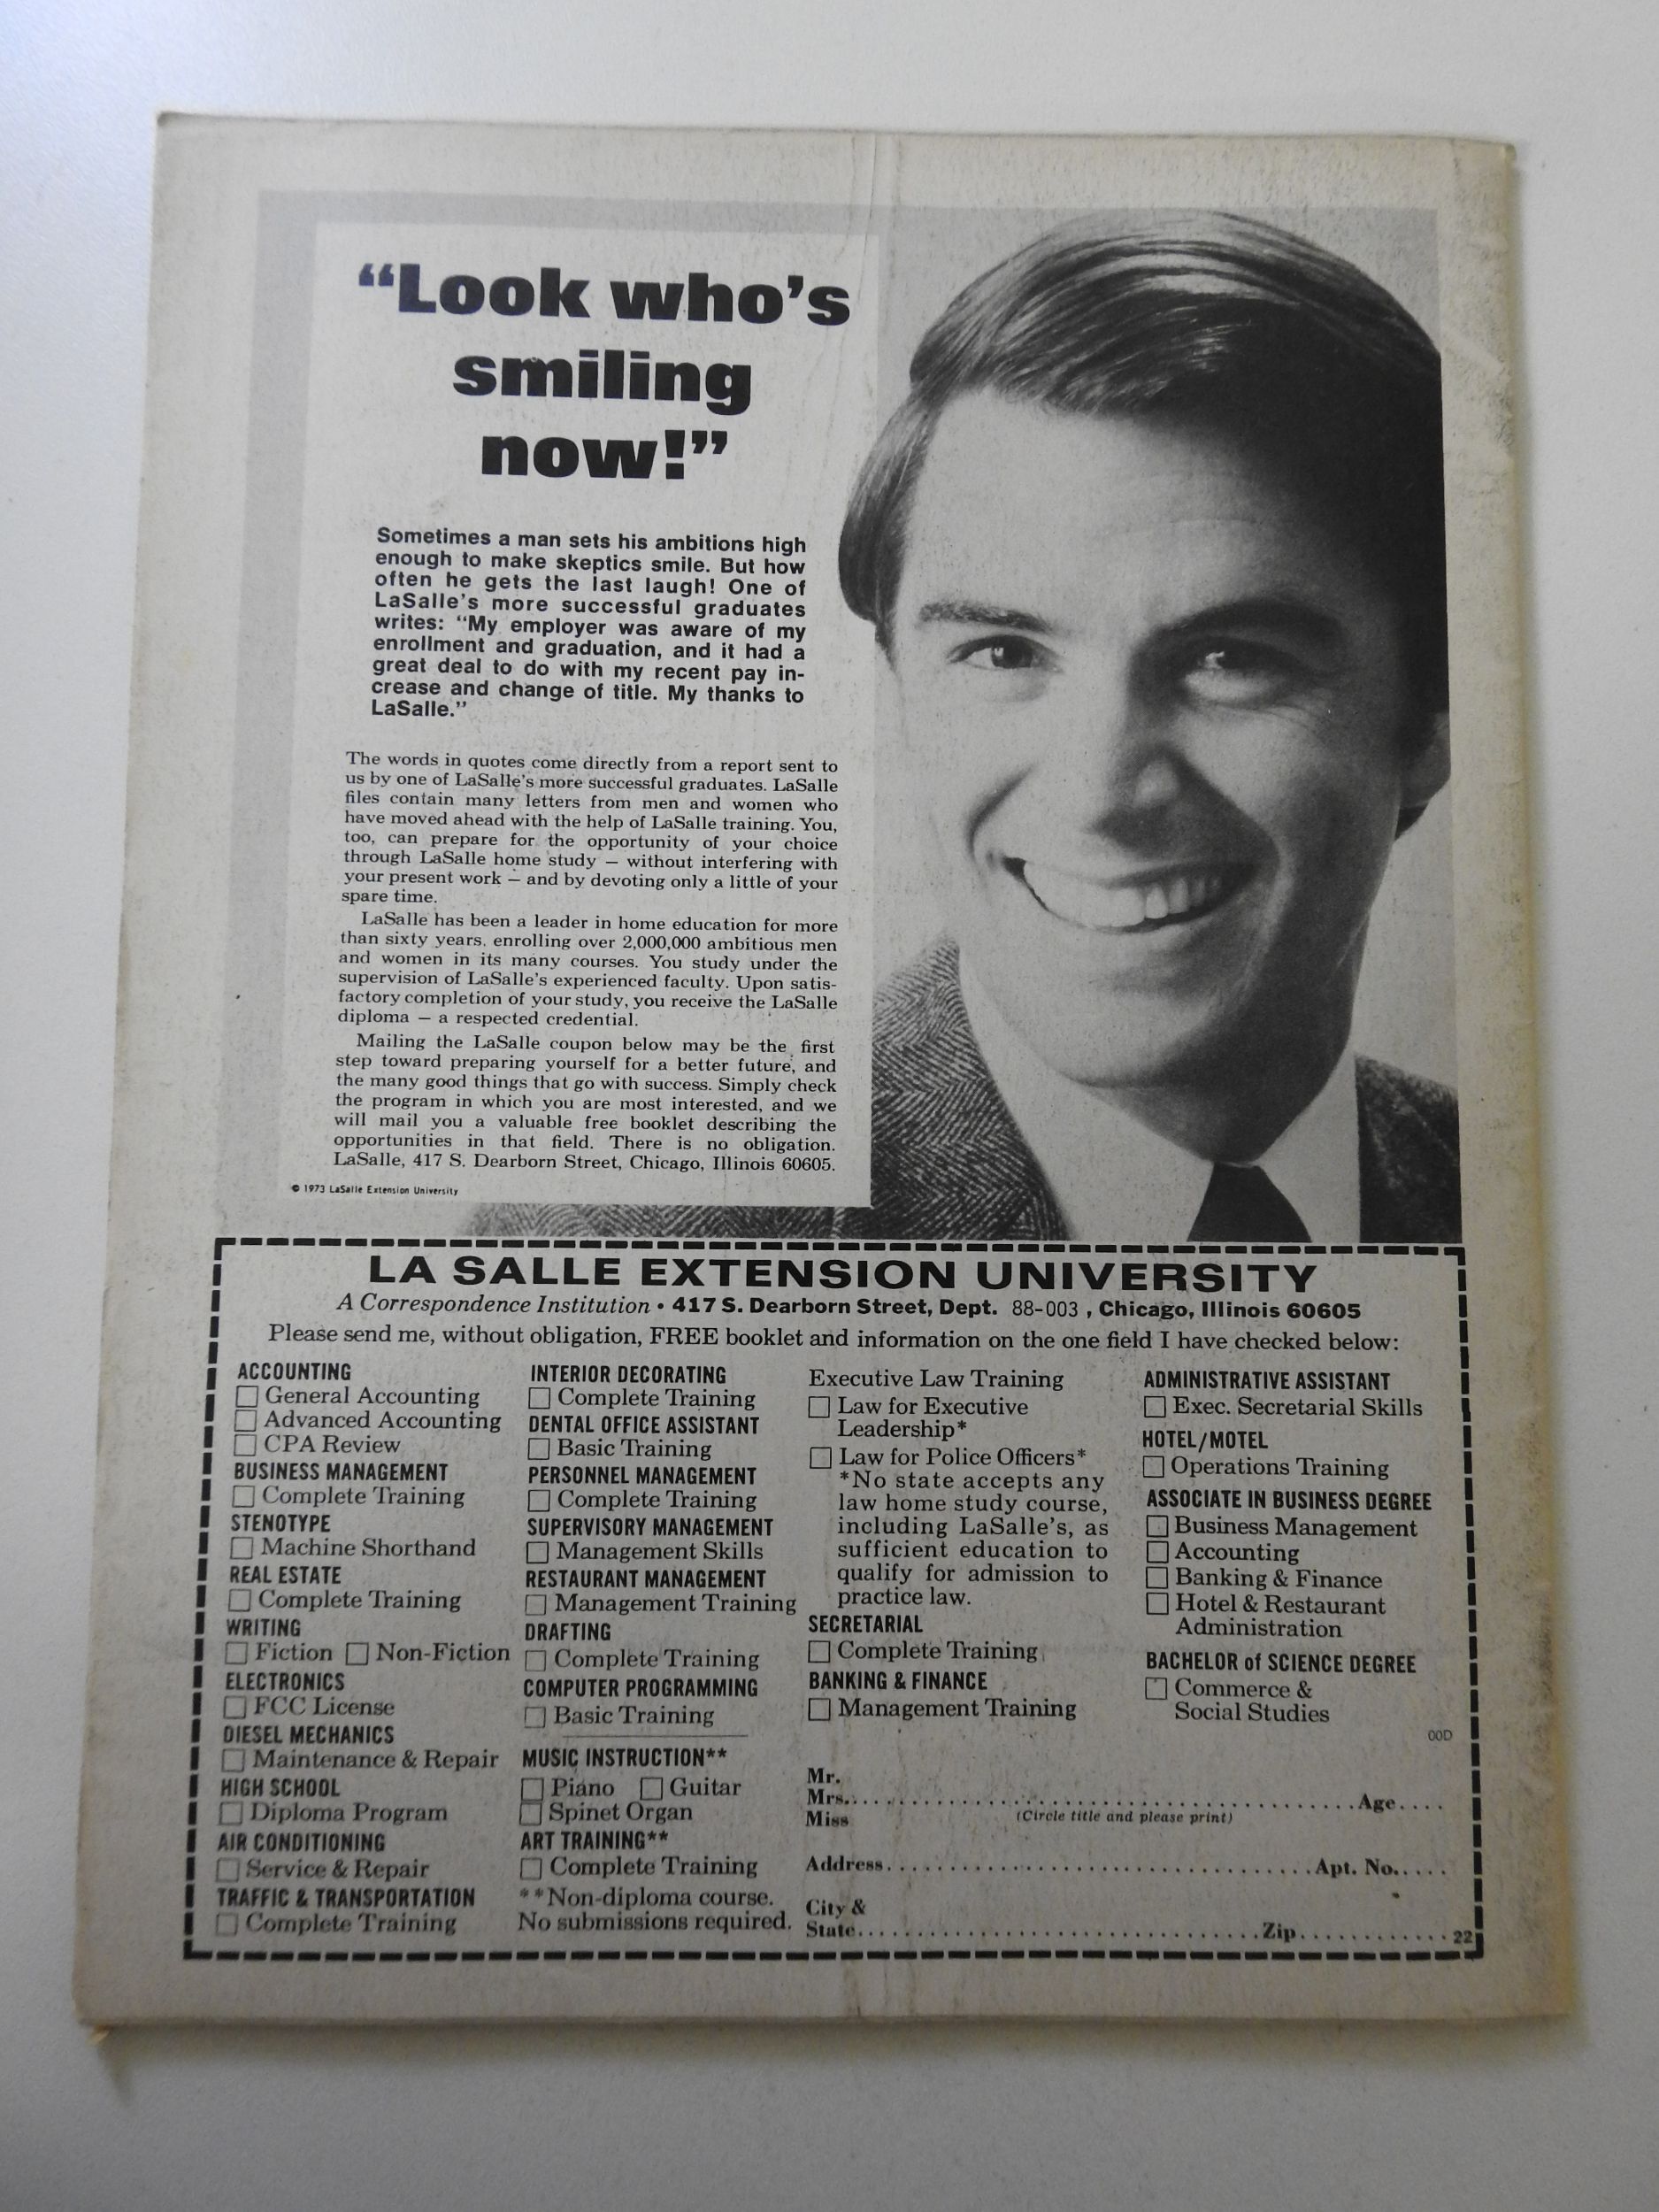 “Look who’s
smiling
now!”
Sometimes a man sets his ambitions high
enough to make skeptics smile. But how
often he gets the last laugh! One of
LaSalle’s more successful graduates
writes: “My employer was aware of my
enrollment and graduation, and it had a
great deal to do with my recent pay in-
crease and change of title. My thanks to
LaSalle.”
The words in quotes come directly from a report sent to
us by one of LaSalle’s more successful graduates. LaSalle
files contain many letters from men and women who
have moved ahead with the help of LaSalle training. You,
too, can prepare for the opportunity of your choice
through LaSalle home study — without interfering with
your present work — and by devoting only a little of your
spare time.
LaSalle has been a leader in home education for more
than sixty years, enrolling over 2,000,000 ambitious men
and women in its many courses. You study under the
supervision of LaSalle’s experienced faculty. Upon satis-
factory completion of your study, you receive the LaSalle
diploma — a respected credential.
Mailing the LaSalle coupon below may be the first
step toward preparing yourself for a better future, and
the many good things that go with success. Simply check
the program in which you are most interested, and we
will mail you a valuable free booklet describing the
opportunities in that field. There is no obligation.
LaSalle, 417 S. Dearborn Street, Chicago, Illinois 60605.
© 1973 LaSalle Extension University
LA SALLE EXTENSION UNIVERSITY
A Correspondence Institution • 417 S. Dearborn Street, Dept. 88-003 , Chicago, Illinois 60605
Please send me, without obligation, FREE booklet and information on the one field I have checked below:
ACCOUNTING
General Accounting
Advanced Accounting
CPA Review
BUSINESS MANAGEMENT
Complete Training
STENOTYPE
Machine Shorthand
REAL ESTATE
Complete Training
WRITING
Fiction Non-Fiction
ELECTRONICS
FCC License
DIESEL MECHANICS
Maintenance & Repair
HIGH SCHOOL
Diploma Program
AIR CONDITIONING
Service & Repair
TRAFFIC & TRANSPORTATION
Complete Training
INTERIOR DECORATING
Complete Training
DENTAL OFFICE ASSISTANT
Basic Training
PERSONNEL MANAGEMENT
Complete Training
SUPERVISORY MANAGEMENT
Management Skills
RESTAURANT MANAGEMENT
Management Training
DRAFTING
Complete Training
COMPUTER PROGRAMMING
Basic Training
MUSIC INSTRUCTION**
Piano Guitar
Spinet Organ
ART TRAINING**
Complete Training
**Non-diploma course.
No submissions required.
Executive Law Training
Law for Executive
Leadership*
Law for Police Officers*
*No state accepts any
law home study course,
including LaSalle’s, as
sufficient education to
qualify for admission to
practice law.
SECRETARIAL
Complete Training
BANKING & FINANCE
Management Training
ADMINISTRATIVE ASSISTANT
Exec. Secretarial Skills
HOTEL/MOTEL
Operations Training
ASSOCIATE IN BUSINESS DEGREE
Business Management
Accounting
Banking & Finance
Hotel & Restaurant
Administration
BACHELOR of SCIENCE DEGREE
Commerce &
Social Studies
00D
Mr.
Mrs. Age
Miss (Circle title and please print)
Address Apt. No.
City &
State Zip 22